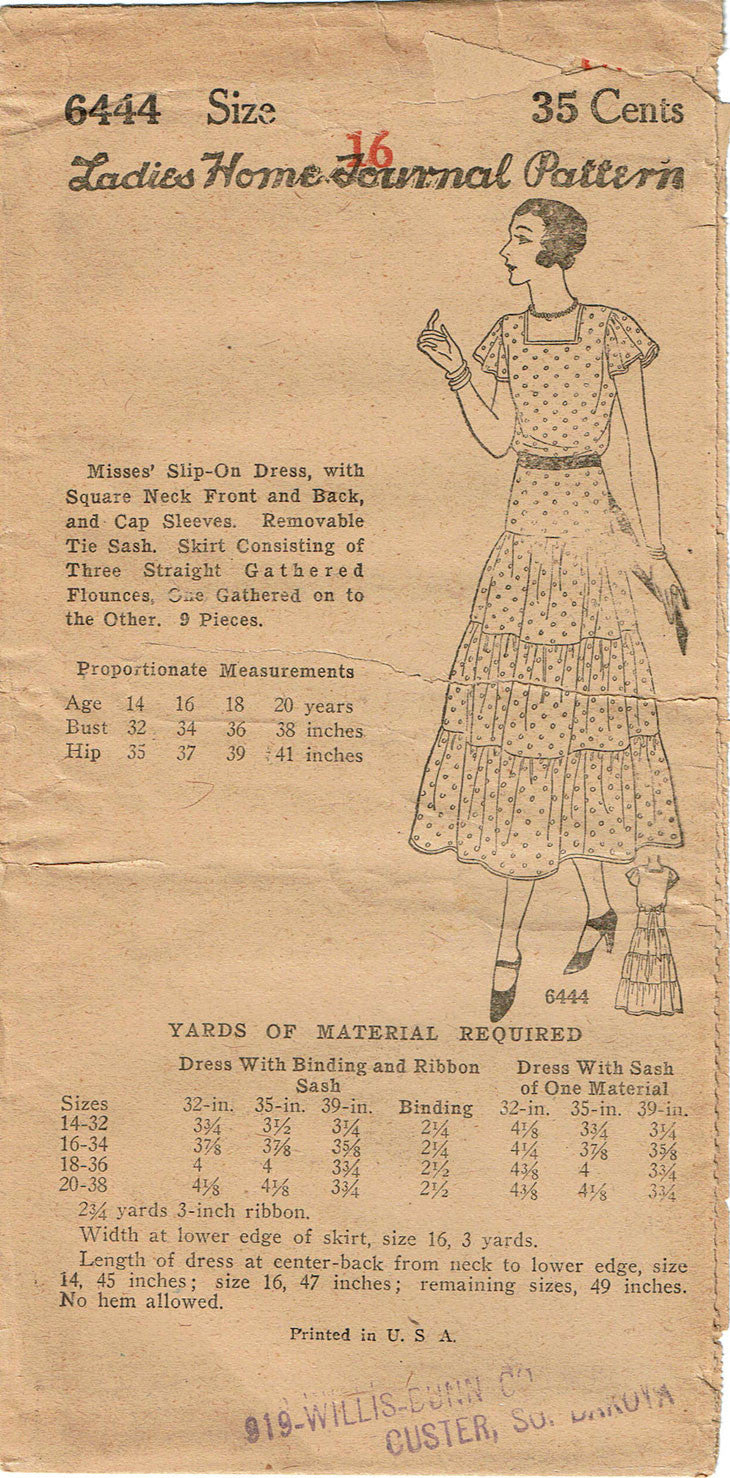 6444 Size 35 Cents
16
Ladies Home Journal Pattern
Misses' Slip-On Dress, with
Square Neck Front and Back,
and Cap Sleeves. Removable
Tie Sash. Skirt Consisting of
Three Straight Gathered
Flounces, One Gathered on to
the Other. 9 Pieces.
Proportionate Measurements
Age 14 16 18 20 years
Bust 32 34 36 38 inches
Hip 35 37 39 41 inches
6444
YARDS OF MATERIAL REQUIRED
Dress With Binding and Ribbon Dress With Sash
Sash of One Material
Sizes 32-in. 35-in. 39-in. Binding 32-in. 35-in. 39-in.
14-32 3¾ 3½ 3¼ 2¼ 4⅛ 3¾ 3¼
16-34 3⅞ 3⅞ 3⅝ 2¼ 4¼ 3⅞ 3⅝
18-36 4 4 3¾ 2½ 4⅜ 4 3¾
20-38 4⅛ 4⅛ 3¾ 2½ 4⅜ 4⅛ 3¾
2¾ yards 3-inch ribbon.
Width at lower edge of skirt, size 16, 3 yards.
Length of dress at center-back from neck to lower edge, size
14, 45 inches; size 16, 47 inches; remaining sizes, 49 inches.
No hem allowed.
Printed in U. S A.
919-WILLIS-DUNN CO
CUSTER, SO. DAKOTA